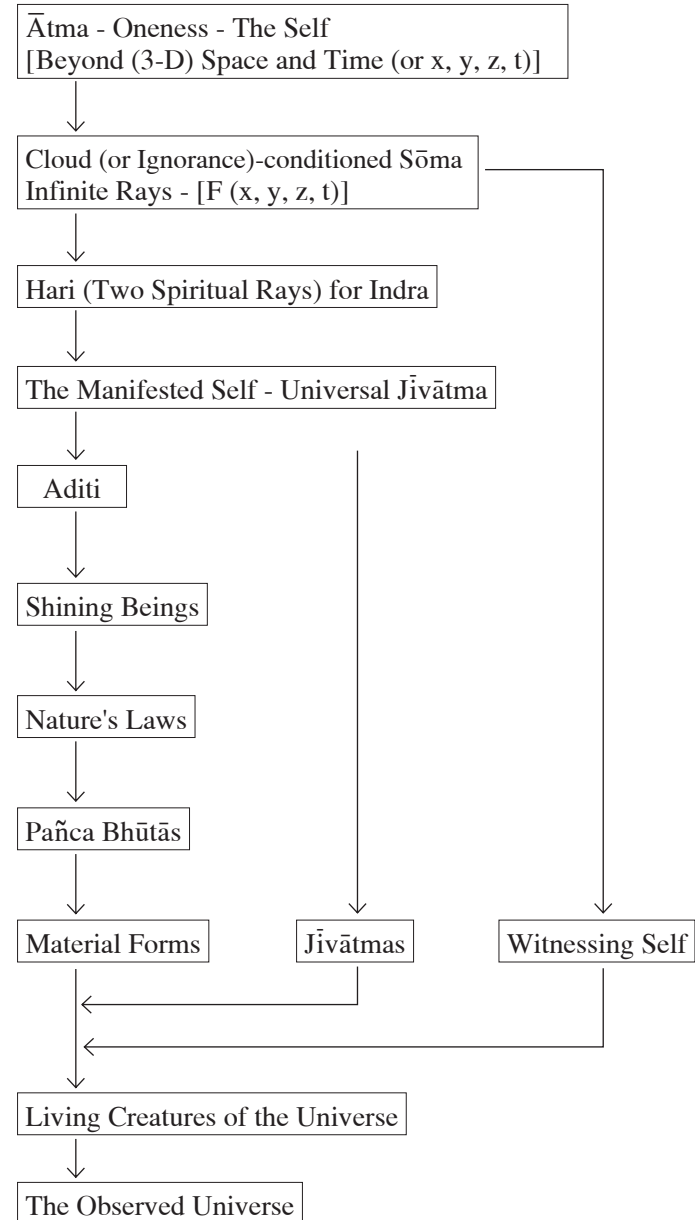 Ātma - Oneness - The Self
[Beyond (3-D) Space and Time (or x, y, z, t)]
Cloud (or Ignorance)-conditioned Sōma
Infinite Rays - [F (x, y, z, t)]
Hari (Two Spiritual Rays) for Indra
The Manifested Self - Universal Jīvātma
Aditi
Shining Beings
Nature's Laws
Pañca Bhūtās
Material Forms
Jīvātmas
Witnessing Self
Living Creatures of the Universe
The Observed Universe